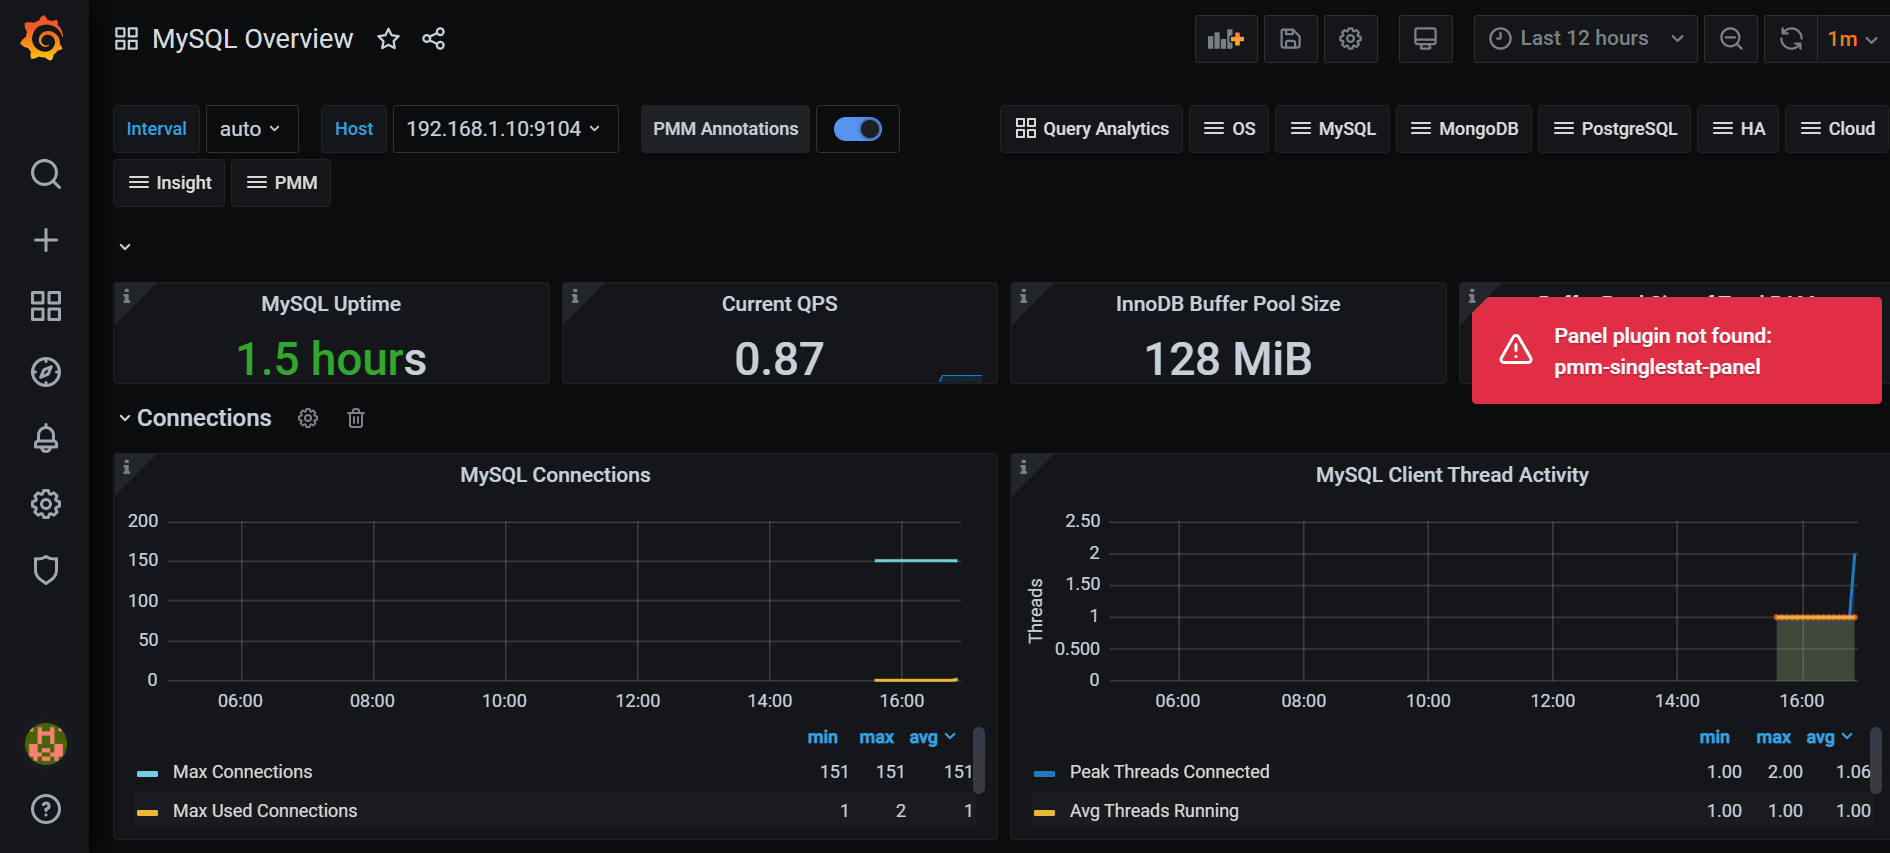 MySQL Overview
Last 12 hours
1m
Interval
auto
Host
192.168.1.10:9104
PMM Annotations
Query Analytics
OS
MySQL
MongoDB
PostgreSQL
HA
Cloud
Insight
PMM
MySQL Uptime
1.5 hours
Current QPS
0.87
InnoDB Buffer Pool Size
128 MiB
Panel plugin not found:
pmm-singlestat-panel
Connections
MySQL Connections
200
150
100
50
0
06:00 08:00 10:00 12:00 14:00 16:00
min max avg
Max Connections 151 151 151
Max Used Connections 1 2 1
MySQL Client Thread Activity
Threads
2.50
2
1.50
1
0.500
0
06:00 08:00 10:00 12:00 14:00 16:00
min max avg
Peak Threads Connected 1.00 2.00 1.06
Avg Threads Running 1.00 1.00 1.00